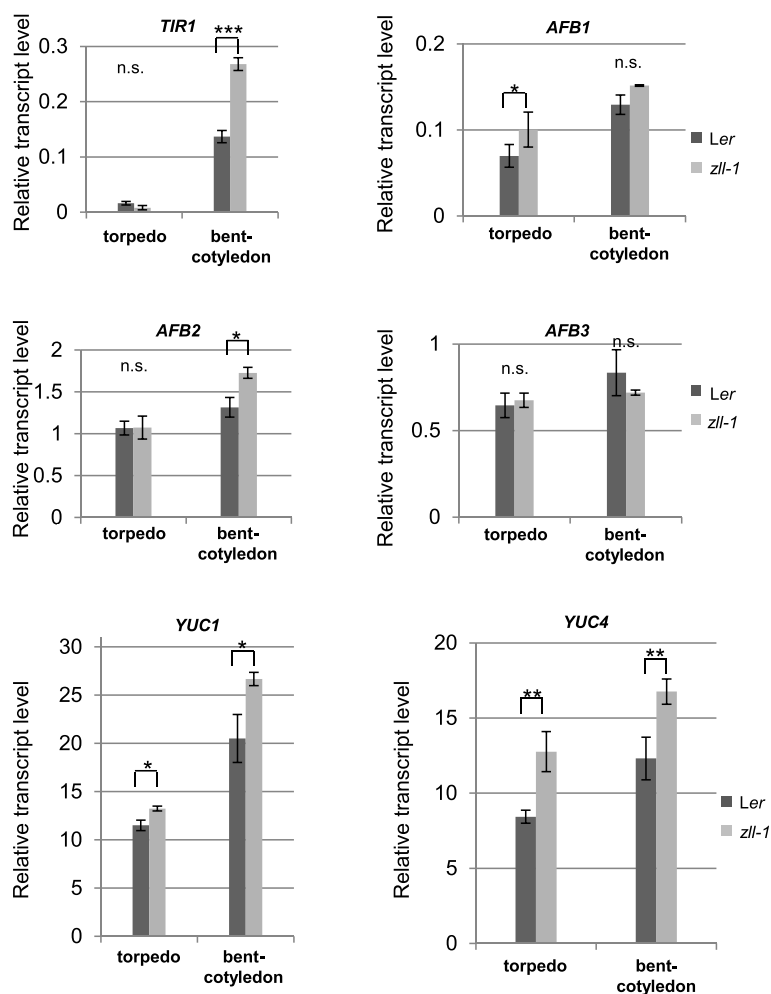 TIR1
Relative transcript level
0.3
0.2
0.1
0
n.s.
***
torpedo
bent-
cotyledon
AFB1
Relative transcript level
0.2
0.1
0
*
n.s.
torpedo
bent-
cotyledon
Ler
zll-1
AFB2
Relative transcript level
2
1.5
1
0.5
0
n.s.
*
torpedo
bent-
cotyledon
AFB3
Relative transcript level
1
0.5
0
n.s.
n.s.
torpedo
bent-
cotyledon
Ler
zll-1
YUC1
Relative transcript level
30
25
20
15
10
5
0
*
*
torpedo
bent-
cotyledon
YUC4
Relative transcript level
20
15
10
5
0
**
**
torpedo
bent-
cotyledon
Ler
zll-1